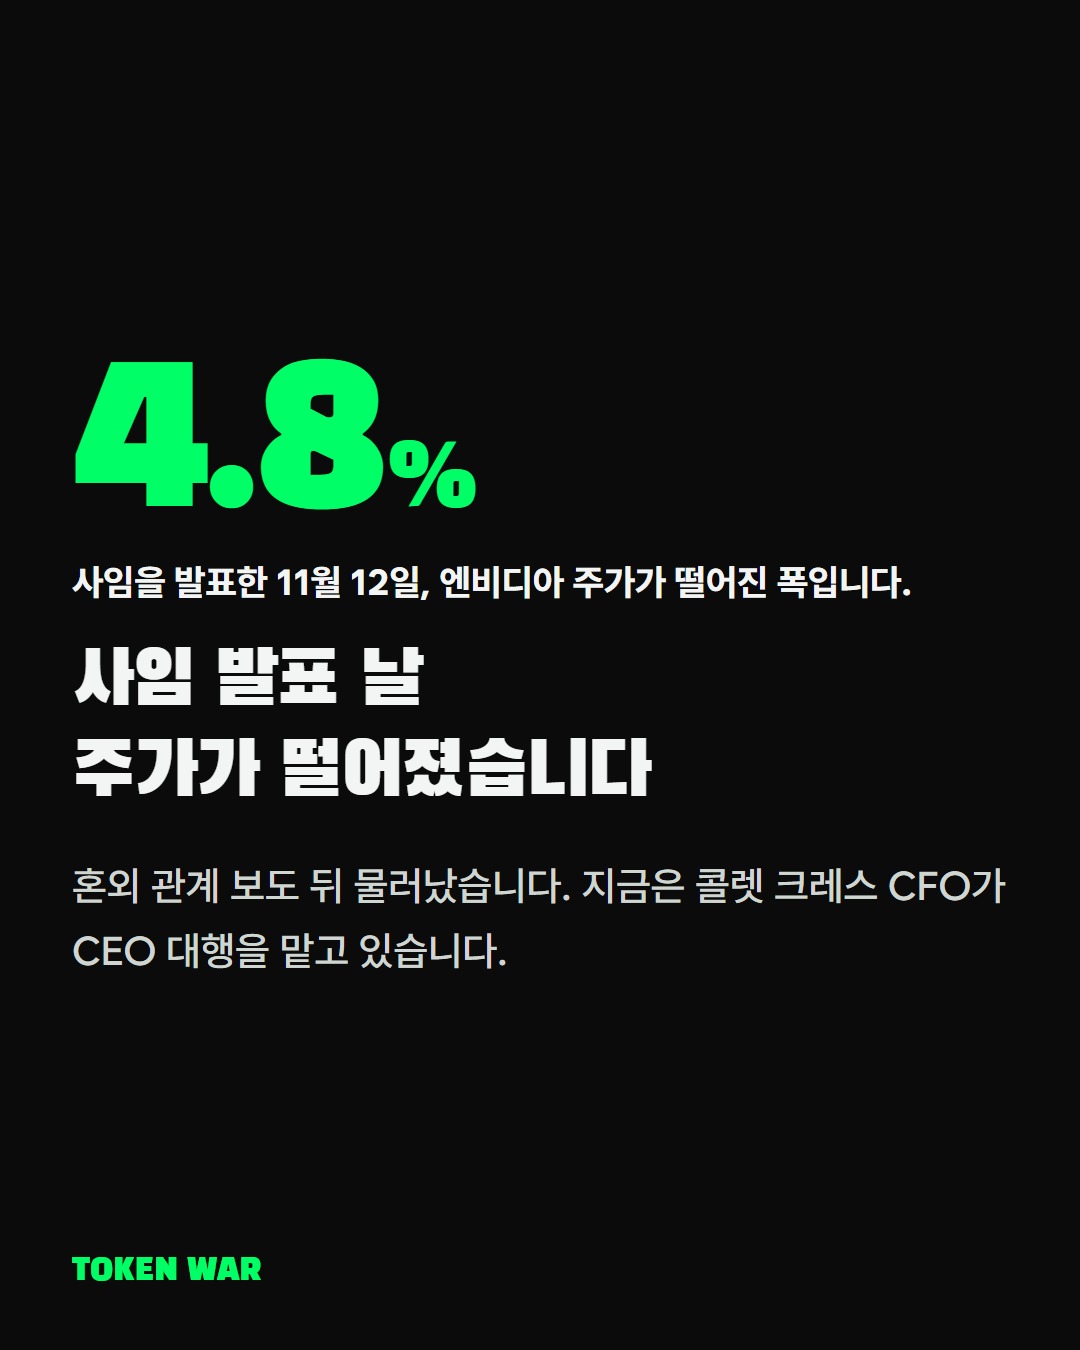 4.8%
사임을 발표한 11월 12일, 엔비디아 주가가 떨어진 폭입니다.
사임 발표 날
주가가 떨어졌습니다
혼외 관계 보도 뒤 물러났습니다. 지금은 콜렛 크레스 CFO가
CEO 대행을 맡고 있습니다.
TOKEN WAR